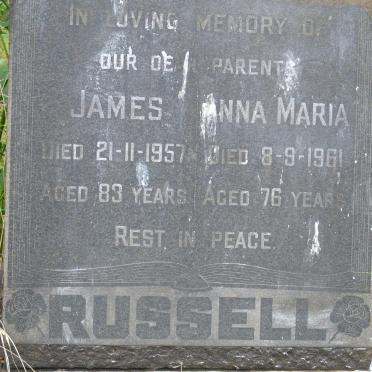 IN LOVING MEMORY OF
OUR DEAR PARENTS
JAMES ANNA MARIA
DIED 21-11-1957 DIED 8-9-1961
AGED 83 YEARS AGED 76 YEARS
REST IN PEACE.
RUSSELL